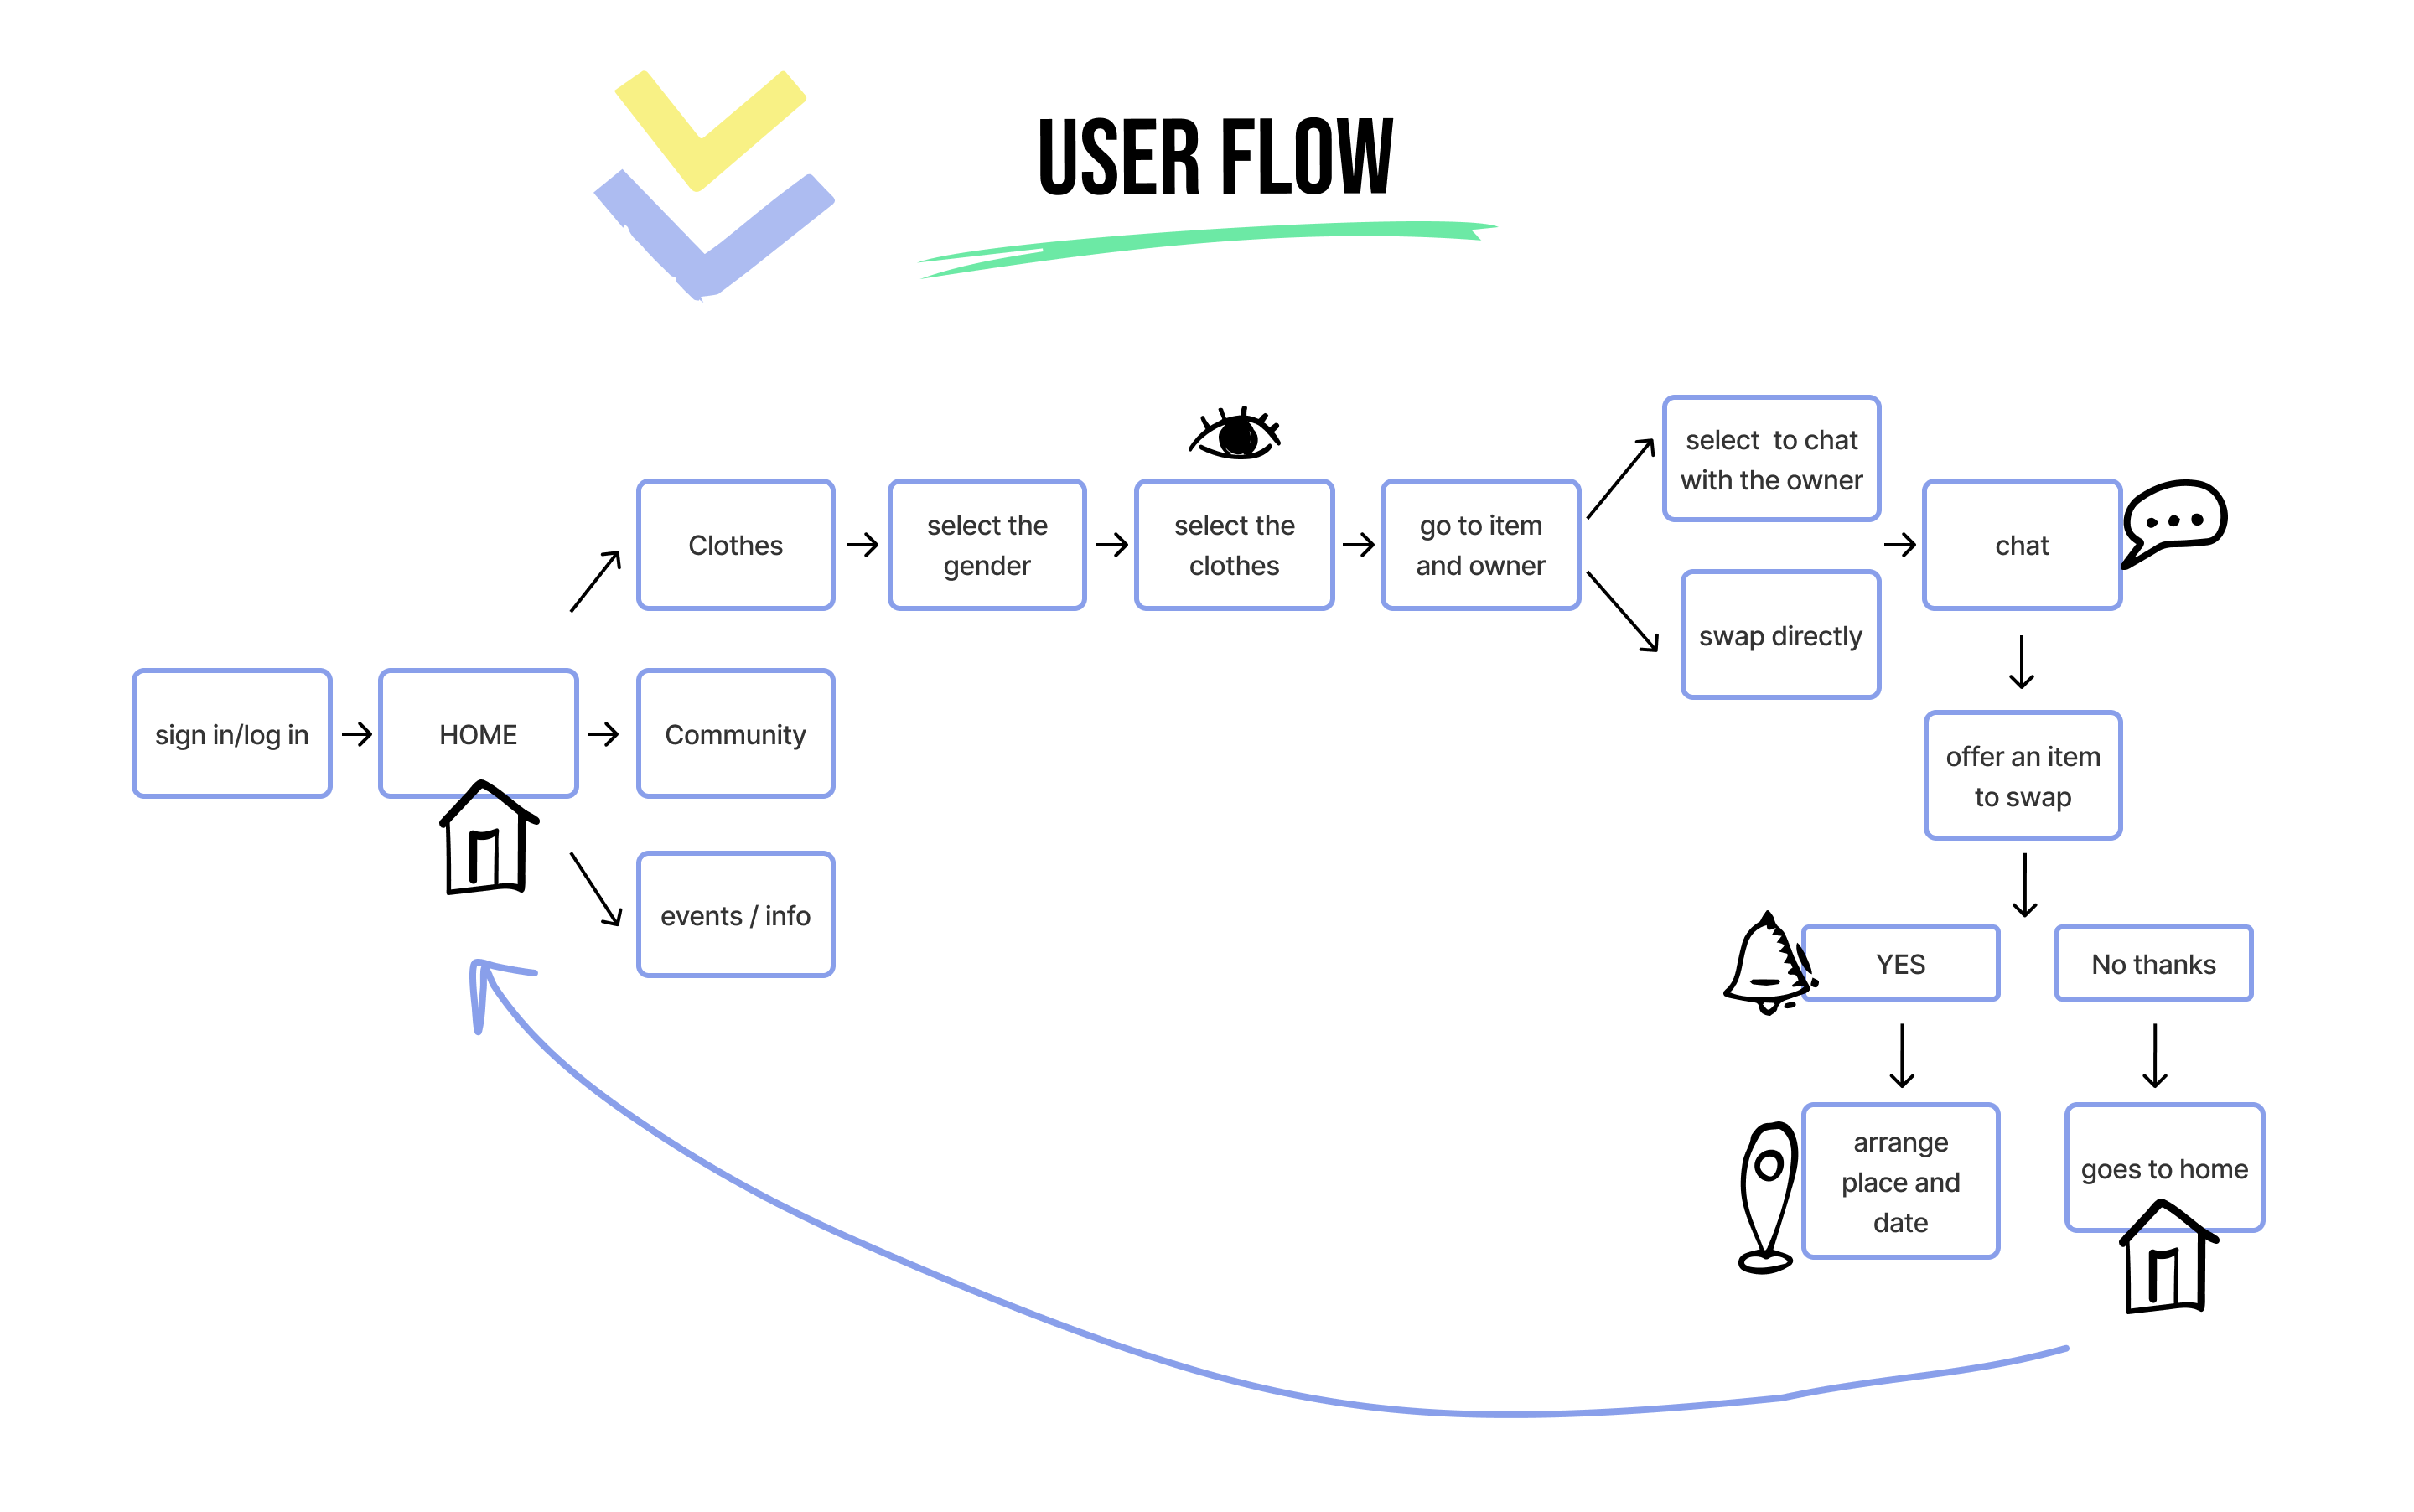 USER FLOW
select  to chat
with the owner
Clothes
select the
gender
select the
clothes
go to item
and owner
chat
swap directly
sign in/log in
HOME
Community
offer an item
to swap
events / info
YES
No thanks
arrange
place and
date
goes to home